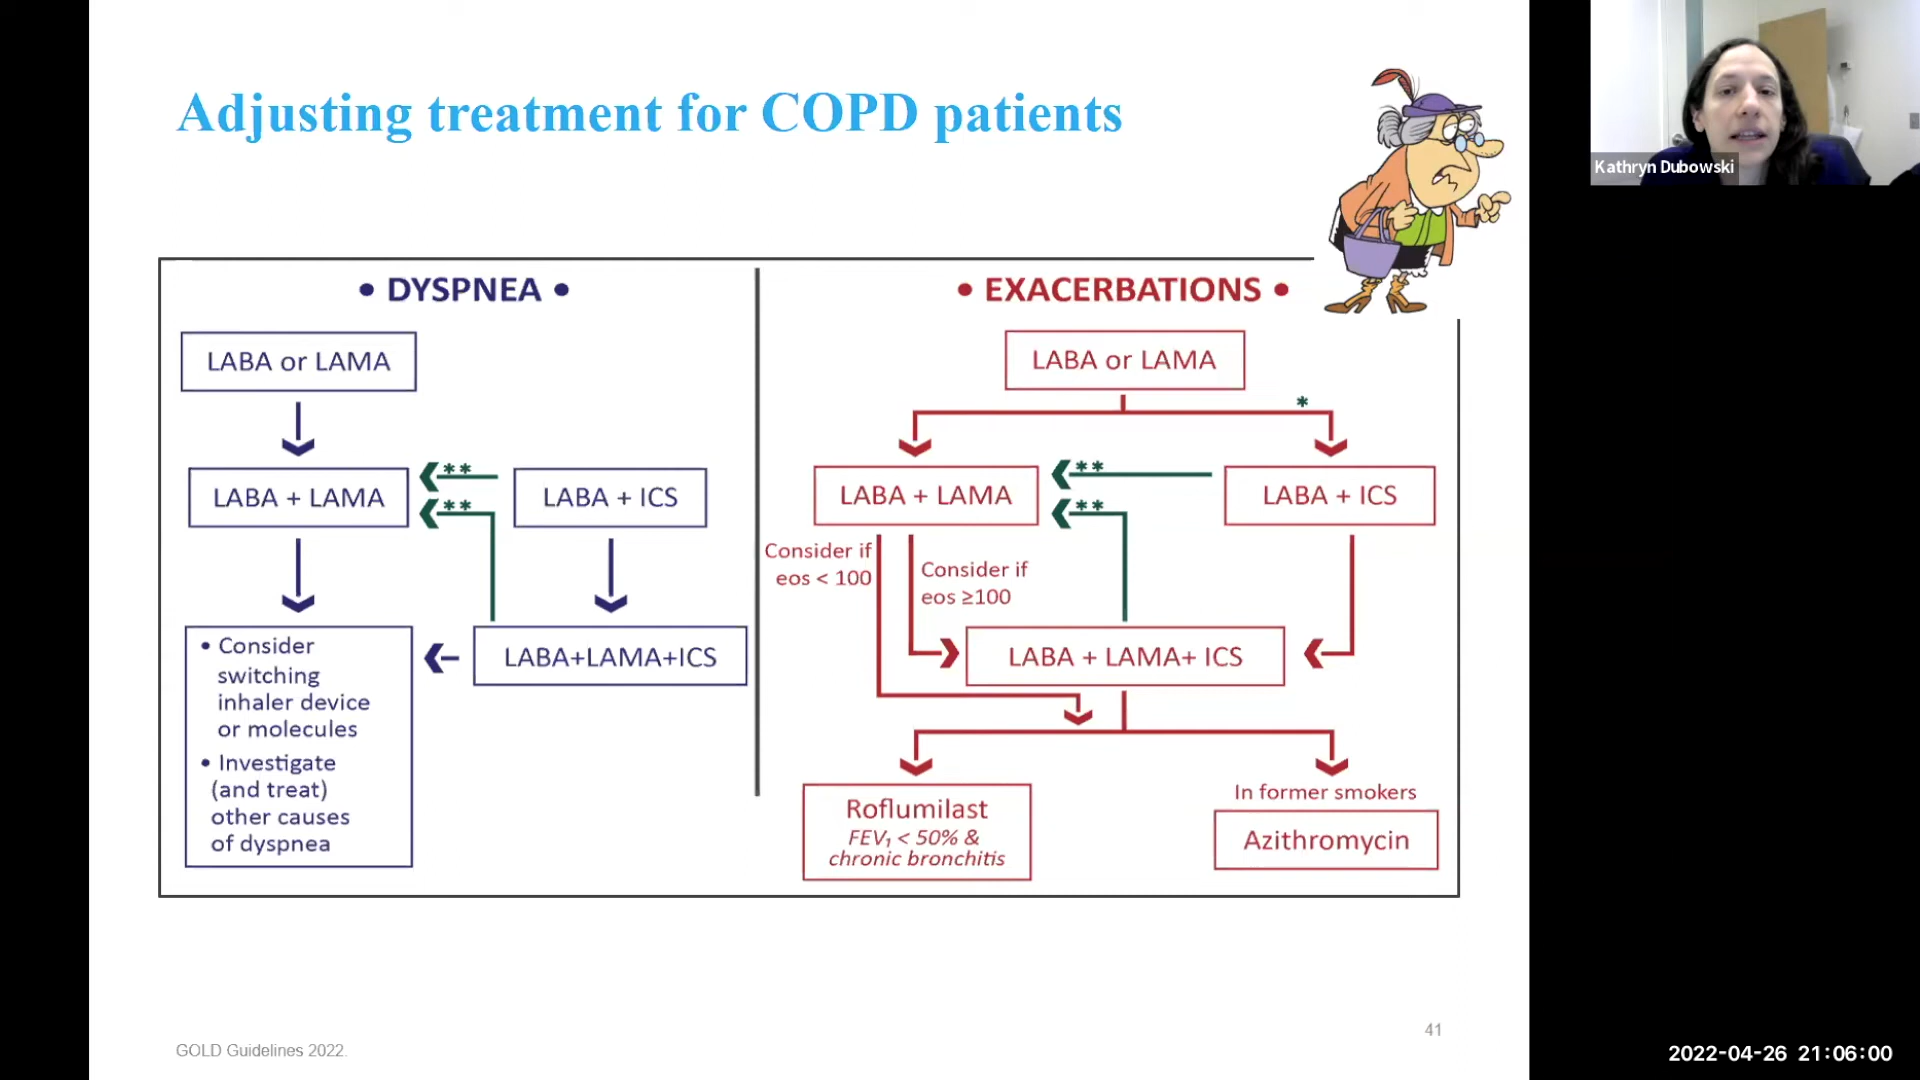 Adjusting treatment for COPD patients
Kathryn Dubowski
• DYSPNEA •
LABA or LAMA
LABA + LAMA
**
**
LABA + ICS
• Consider
switching
inhaler device
or molecules
• Investigate
(and treat)
other causes
of dyspnea
LABA+LAMA+ICS
• EXACERBATIONS •
LABA or LAMA
*
LABA + LAMA
**
**
LABA + ICS
Consider if
eos < 100
Consider if
eos ≥100
LABA + LAMA+ ICS
Roflumilast
FEV₁ < 50% &
chronic bronchitis
In former smokers
Azithromycin
41
GOLD Guidelines 2022.
2022-04-26 21:06:00